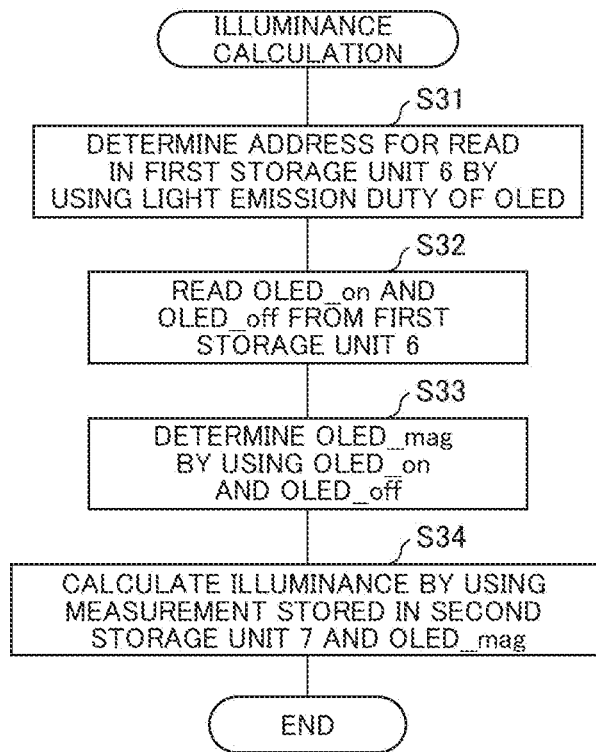 ILLUMINANCE
CALCULATION
S31
DETERMINE ADDRESS FOR READ
IN FIRST STORAGE UNIT 6 BY
USING LIGHT EMISSION DUTY OF OLED
S32
READ OLED_on AND
OLED_off FROM FIRST
STORAGE UNIT 6
S33
DETERMINE OLED_mag
BY USING OLED_on
AND OLED_off
S34
CALCULATE ILLUMINANCE BY USING
MEASUREMENT STORED IN SECOND
STORAGE UNIT 7 AND OLED_mag
END